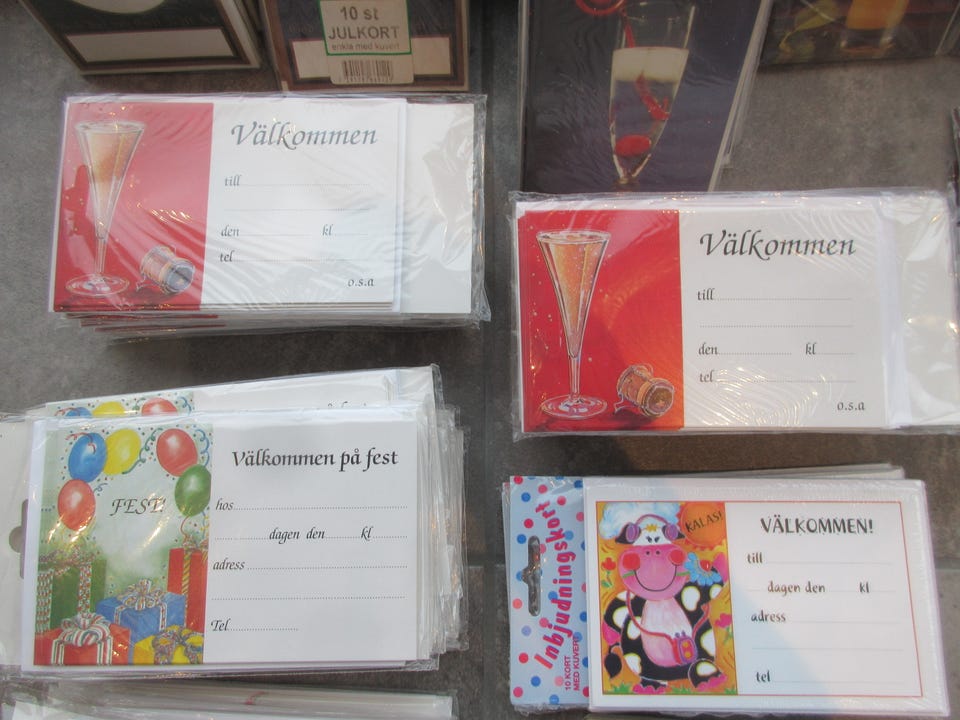 10 st
JULKORT
enkla med kuvert
Välkommen
till
den kl
tel
o.s.a
Välkommen
till
den kl
tel
o.s.a
FEST!
Välkommen på fest
hos
dagen den kl
adress
Tel
Inbjudningskort
10 KORT
MED KUVERT
KALAS!
VÄLKOMMEN!
till
dagen den kl
adress
tel